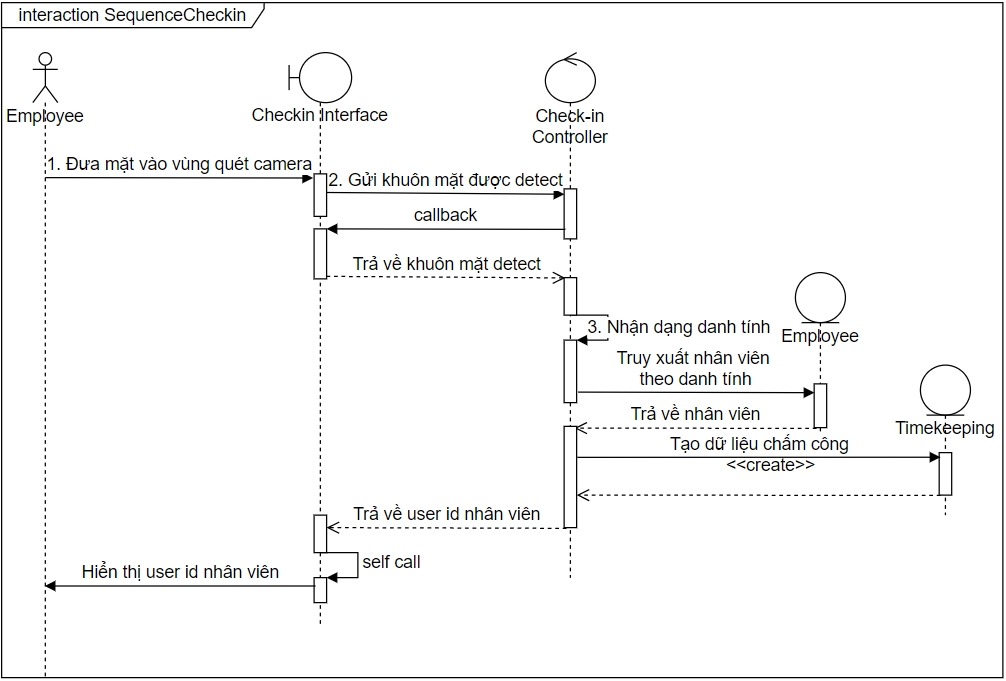 interaction SequenceCheckin
Employee
Checkin Interface
Check-in
Controller
1. Đưa mặt vào vùng quét camera
2. Gửi khuôn mặt được detect
callback
Trả về khuôn mặt detect
3. Nhận dạng danh tính
Employee
Truy xuất nhân viên
theo danh tính
Trả về nhân viên
Timekeeping
Tạo dữ liệu chấm công
<<create>>
Trả về user id nhân viên
self call
Hiển thị user id nhân viên